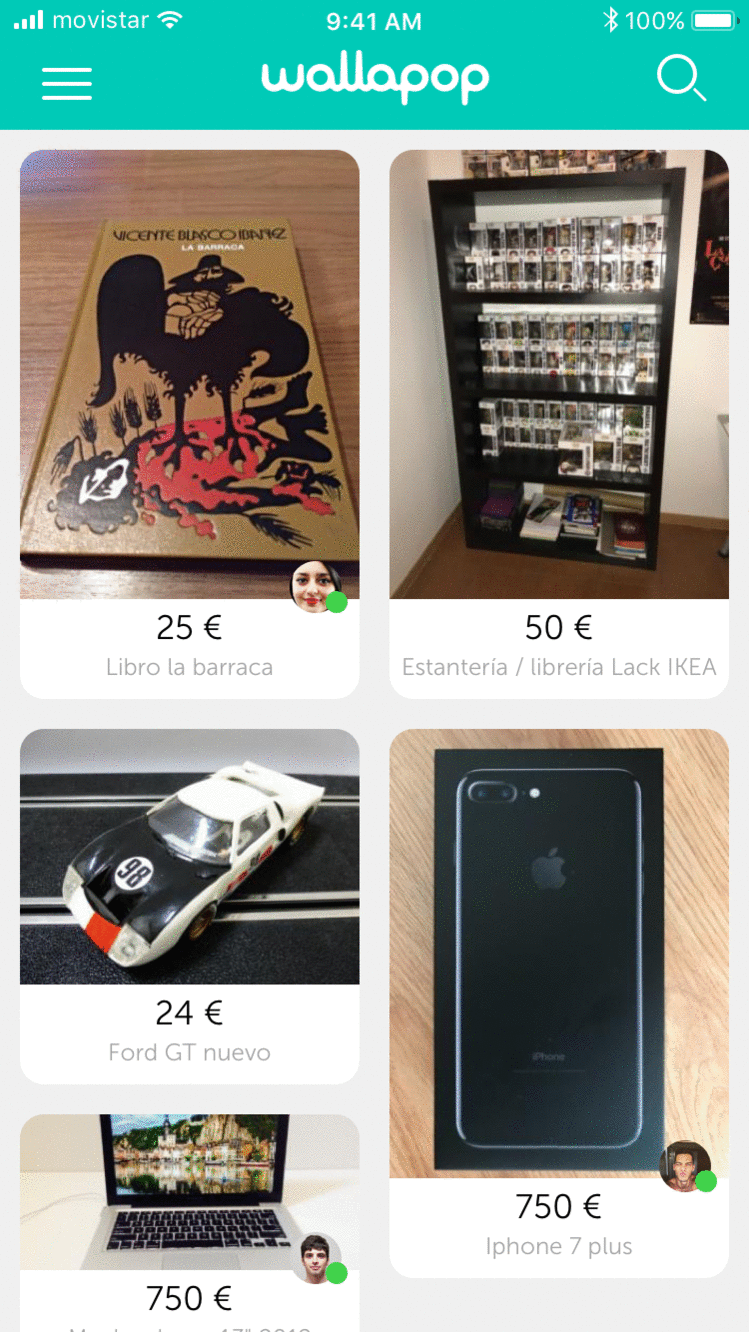 movistar 9:41 AM 100%
wallapop
VICENTE BLASCO IBAÑEZ
LA BARRACA
25 €
Libro la barraca
50 €
Estantería / librería Lack IKEA
98
24 €
Ford GT nuevo
iPhone
750 €
Iphone 7 plus
750 €